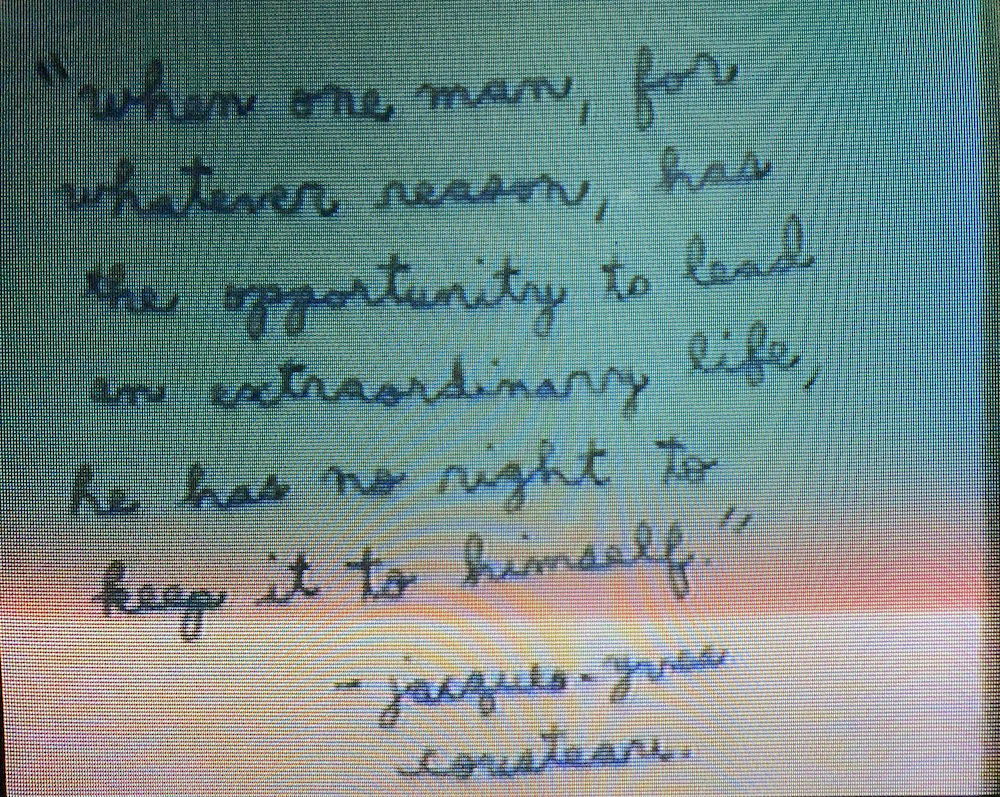 "when one man, for
whatever reason, has
the opportunity to lead
an extraordinary life,
he has no right to
keep it to himself."
- jacques-yves
cousteau.